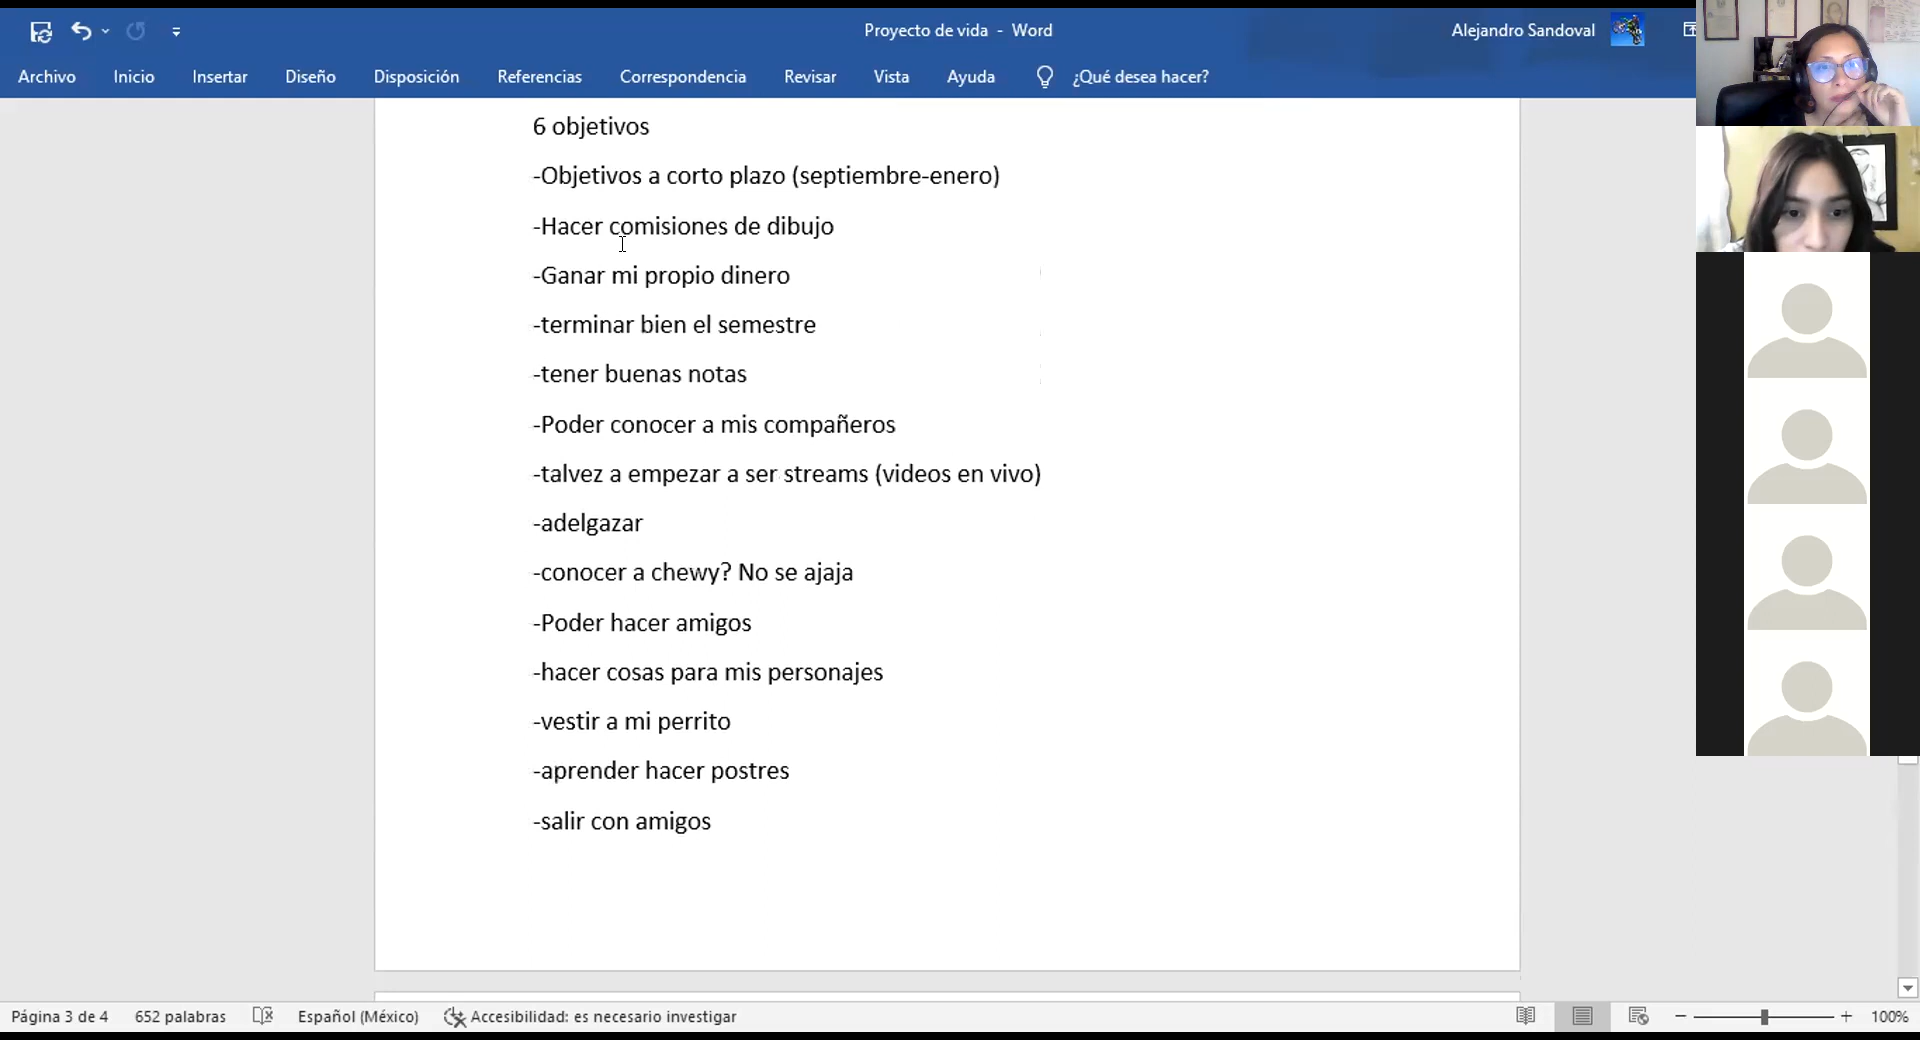 Proyecto de vida - Word
Alejandro Sandoval
Archivo Inicio Insertar Diseño Disposición Referencias Correspondencia Revisar Vista Ayuda ¿Qué desea hacer?
6 objetivos
-Objetivos a corto plazo (septiembre-enero)
-Hacer comisiones de dibujo
-Ganar mi propio dinero
-terminar bien el semestre
-tener buenas notas
-Poder conocer a mis compañeros
-talvez a empezar a ser streams (videos en vivo)
-adelgazar
-conocer a chewy? No se ajaja
-Poder hacer amigos
-hacer cosas para mis personajes
-vestir a mi perrito
-aprender hacer postres
-salir con amigos
Página 3 de 4 652 palabras Español (México) Accesibilidad: es necesario investigar 100%